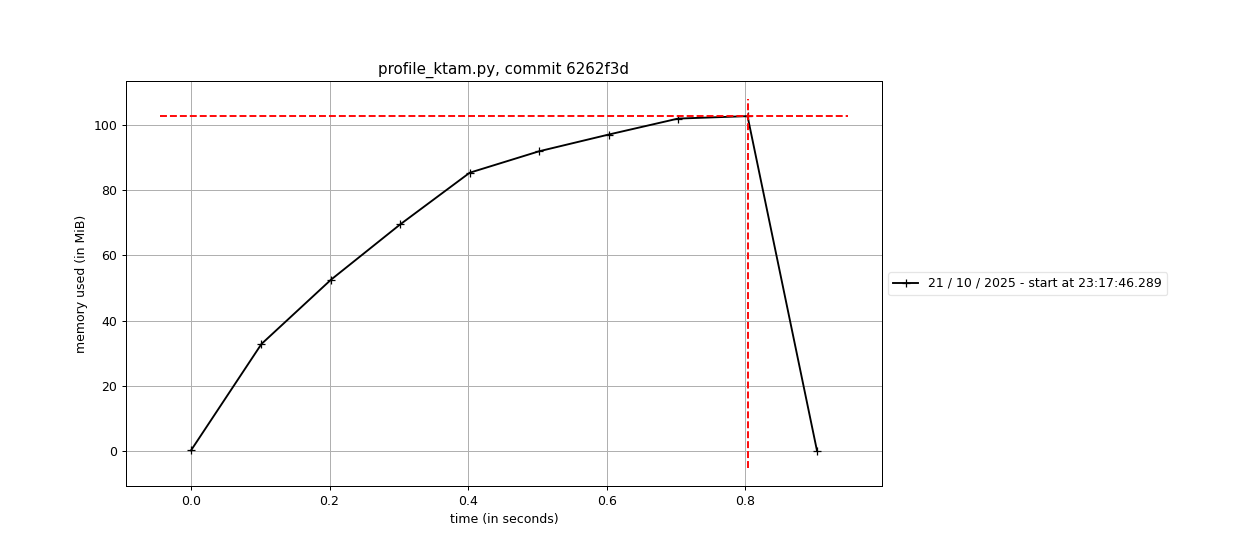 profile_ktam.py, commit 6262f3d
memory used (in MiB)
100
80
60
40
20
0
0.0 0.2 0.4 0.6 0.8
time (in seconds)
21 / 10 / 2025 - start at 23:17:46.289